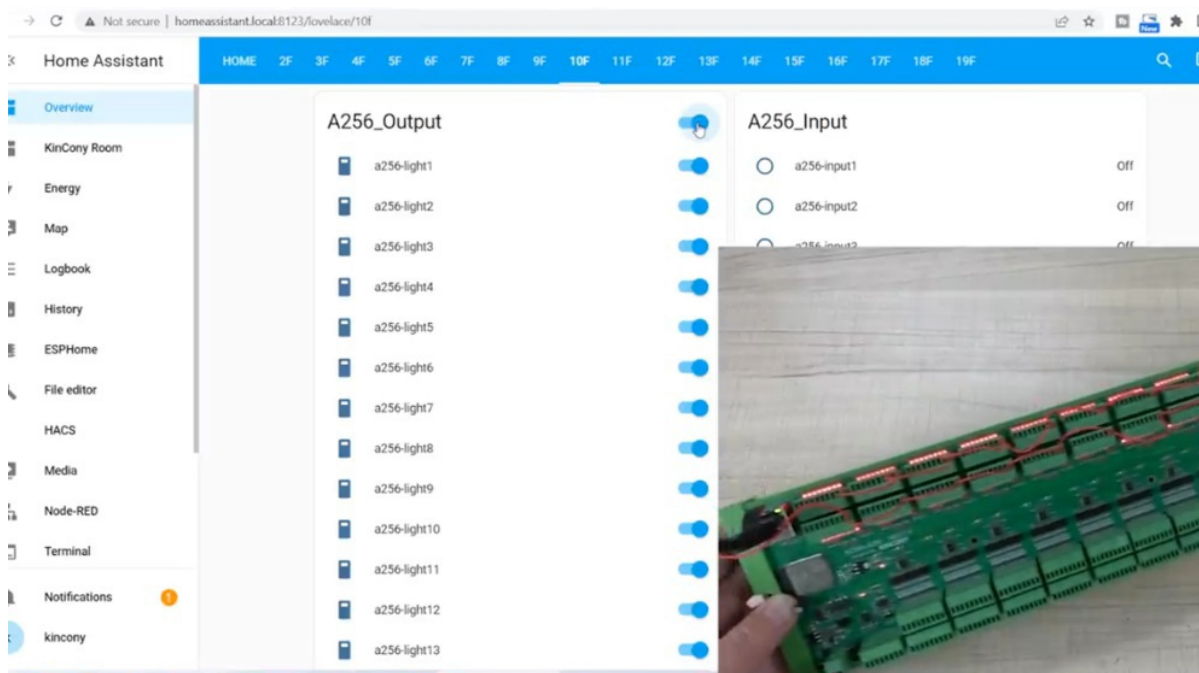 Not secure | homeassistant.local:8123/lovelace/10f
New
Home Assistant
HOME 2F 3F 4F 5F 6F 7F 8F 9F 10F 11F 12F 13F 14F 15F 16F 17F 18F 19F
Overview
KinCony Room
Energy
Map
Logbook
History
ESPHome
File editor
HACS
Media
Node-RED
Terminal
Notifications 1
kincony
A256_Output
a256-light1
a256-light2
a256-light3
a256-light4
a256-light5
a256-light6
a256-light7
a256-light8
a256-light9
a256-light10
a256-light11
a256-light12
a256-light13
A256_Input
a256-input1 Off
a256-input2 Off
a256-input3 Off